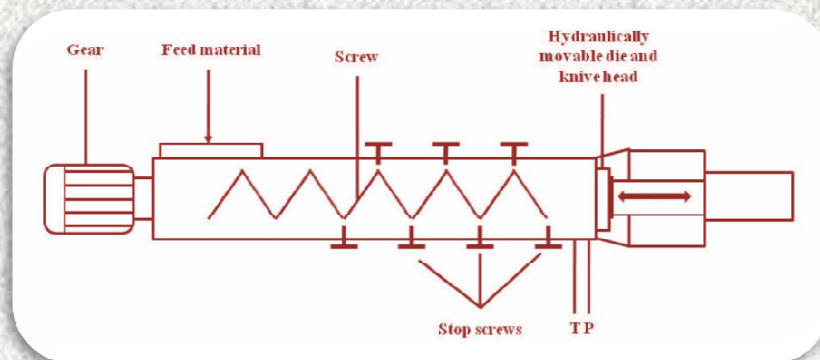 Gear
Feed material
Screw
Hydraulically
movable die and
knive head
Stop screws
T P